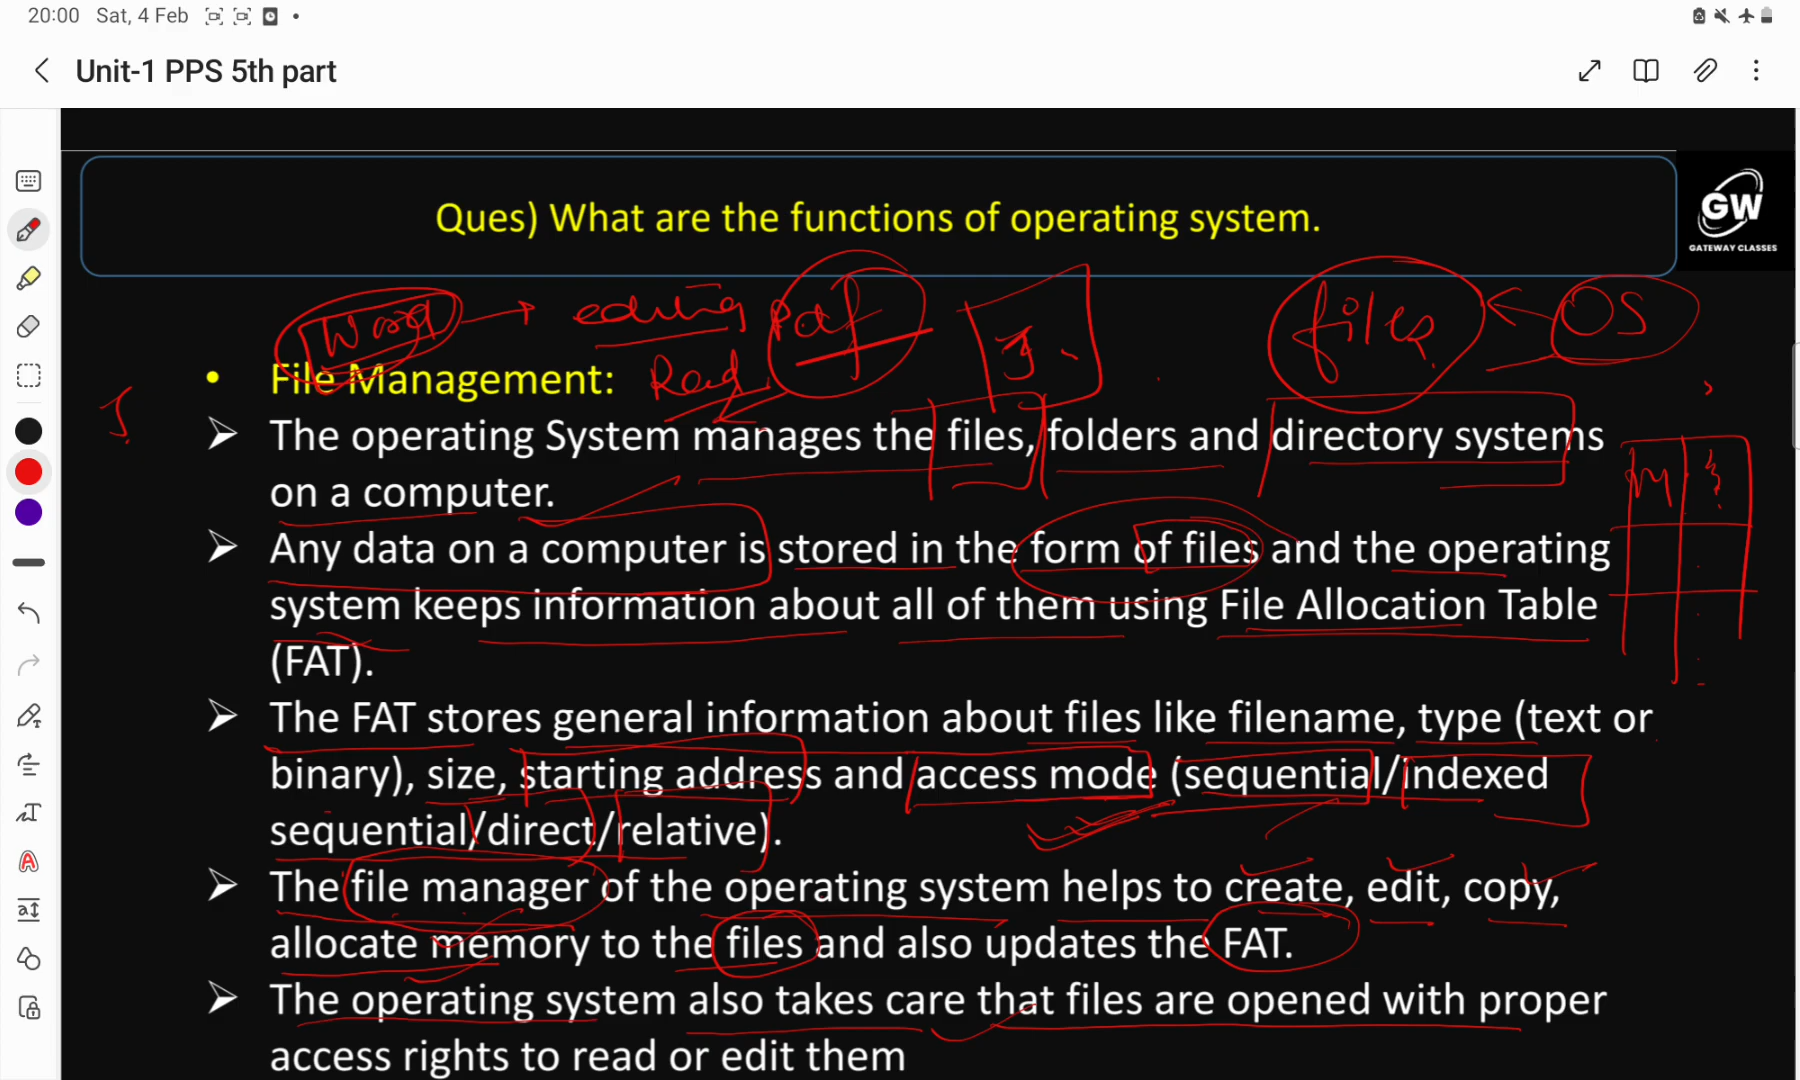 20:00 Sat, 4 Feb
Unit-1 PPS 5th part
Ques) What are the functions of operating system.
GW
GATEWAY CLASSES
Word → editing Pdf
files ← OS
Read
• File Management:
➢ The operating System manages the files, folders and directory systems
on a computer.
➢ Any data on a computer is stored in the form of files and the operating
system keeps information about all of them using File Allocation Table
(FAT).
➢ The FAT stores general information about files like filename, type (text or
binary), size, starting address and access mode (sequential/indexed
sequential/direct/relative).
➢ The file manager of the operating system helps to create, edit, copy,
allocate memory to the files and also updates the FAT.
➢ The operating system also takes care that files are opened with proper
access rights to read or edit them